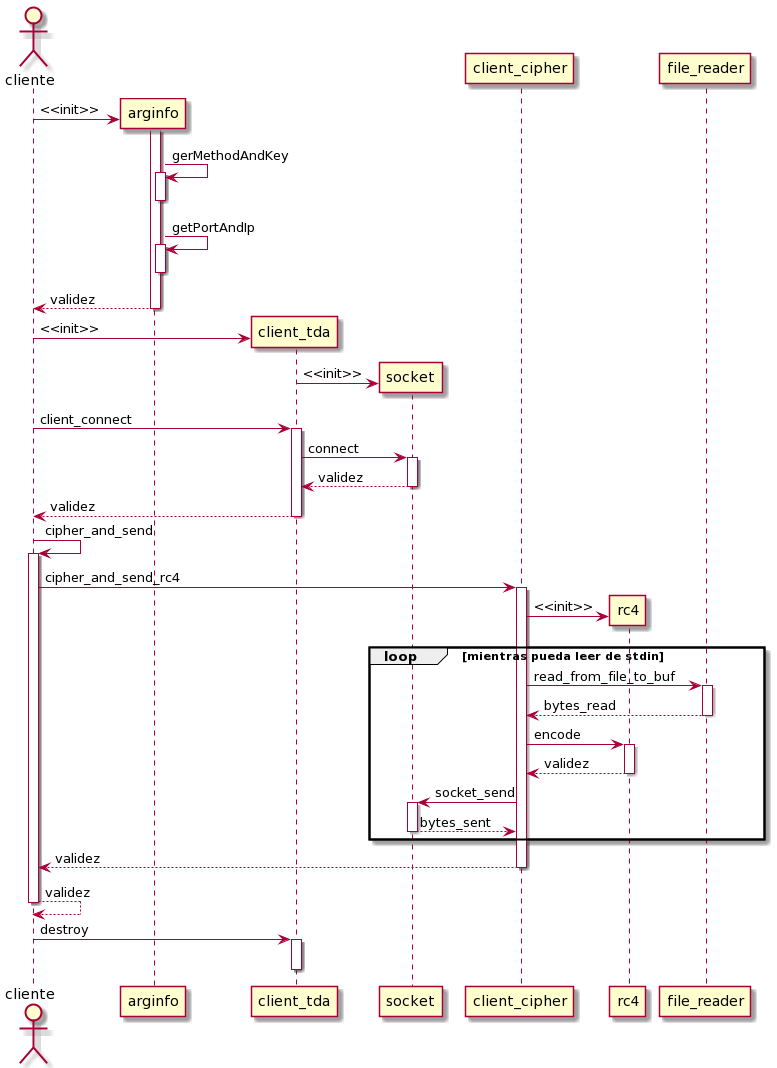 cliente
client_cipher
file_reader
<<init>>
arginfo
gerMethodAndKey
getPortAndIp
validez
<<init>>
client_tda
<<init>>
socket
client_connect
connect
validez
validez
cipher_and_send
cipher_and_send_rc4
<<init>>
rc4
loop [mientras pueda leer de stdin]
read_from_file_to_buf
bytes_read
encode
validez
socket_send
bytes_sent
validez
validez
destroy
cliente
arginfo
client_tda
socket
client_cipher
rc4
file_reader